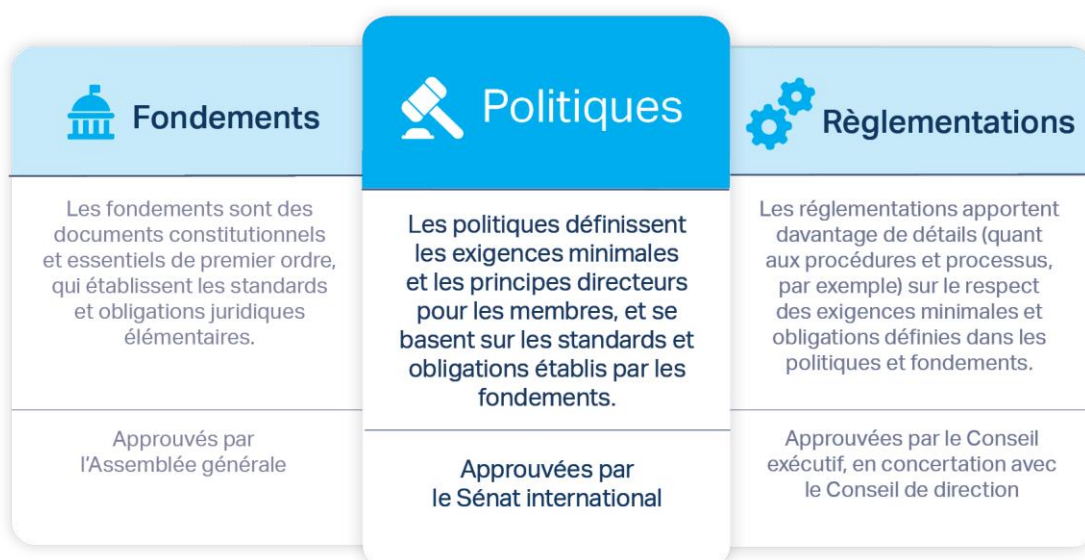 Fondements
Les fondements sont des
documents constitutionnels
et essentiels de premier ordre,
qui établissent les standards
et obligations juridiques
élémentaires.
Approuvés par
l'Assemblée générale
Politiques
Les politiques définissent
les exigences minimales
et les principes directeurs
pour les membres, et se
basent sur les standards et
obligations établis par les
fondements.
Approuvées par
le Sénat international
Règlementations
Les réglementations apportent
davantage de détails (quant
aux procédures et processus,
par exemple) sur le respect
des exigences minimales et
obligations définies dans les
politiques et fondements.
Approuvées par le Conseil
exécutif, en concertation avec
le Conseil de direction